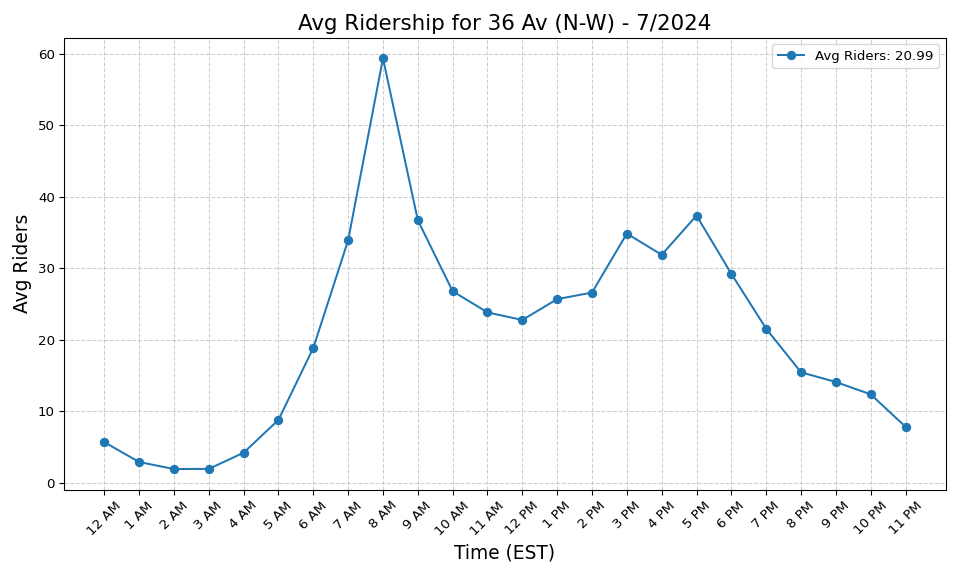 Avg Ridership for 36 Av (N-W) - 7/2024
Avg Riders: 20.99
Avg Riders
60
50
40
30
20
10
0
12 AM
1 AM
2 AM
3 AM
4 AM
5 AM
6 AM
7 AM
8 AM
9 AM
10 AM
11 AM
12 PM
1 PM
2 PM
3 PM
4 PM
5 PM
6 PM
7 PM
8 PM
9 PM
10 PM
11 PM
Time (EST)